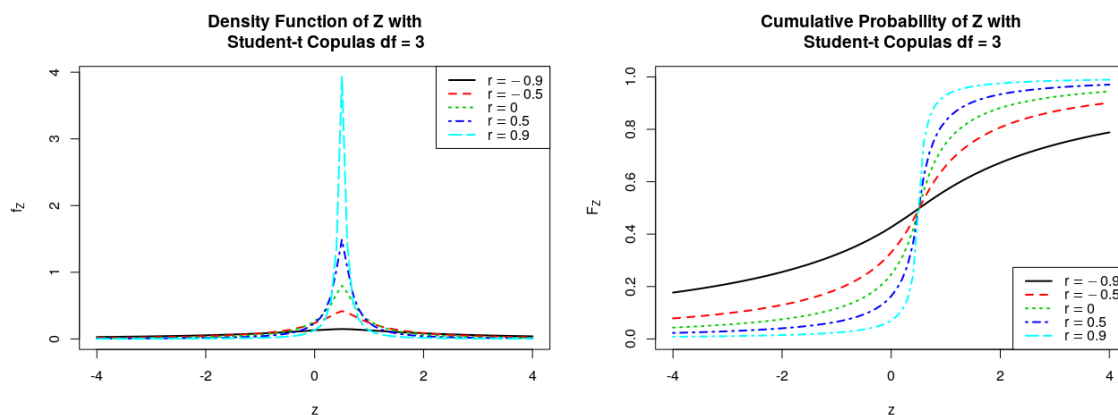 Density Function of Z with
Student-t Copulas df = 3
4
3
2
1
0
f_Z
-4
-2
0
2
4
z
r = − 0.9
r = − 0.5
r = 0
r = 0.5
r = 0.9
Cumulative Probability of Z with
Student-t Copulas df = 3
1.0
0.8
0.6
0.4
0.2
0.0
F_Z
-4
-2
0
2
4
z
r = − 0.9
r = − 0.5
r = 0
r = 0.5
r = 0.9